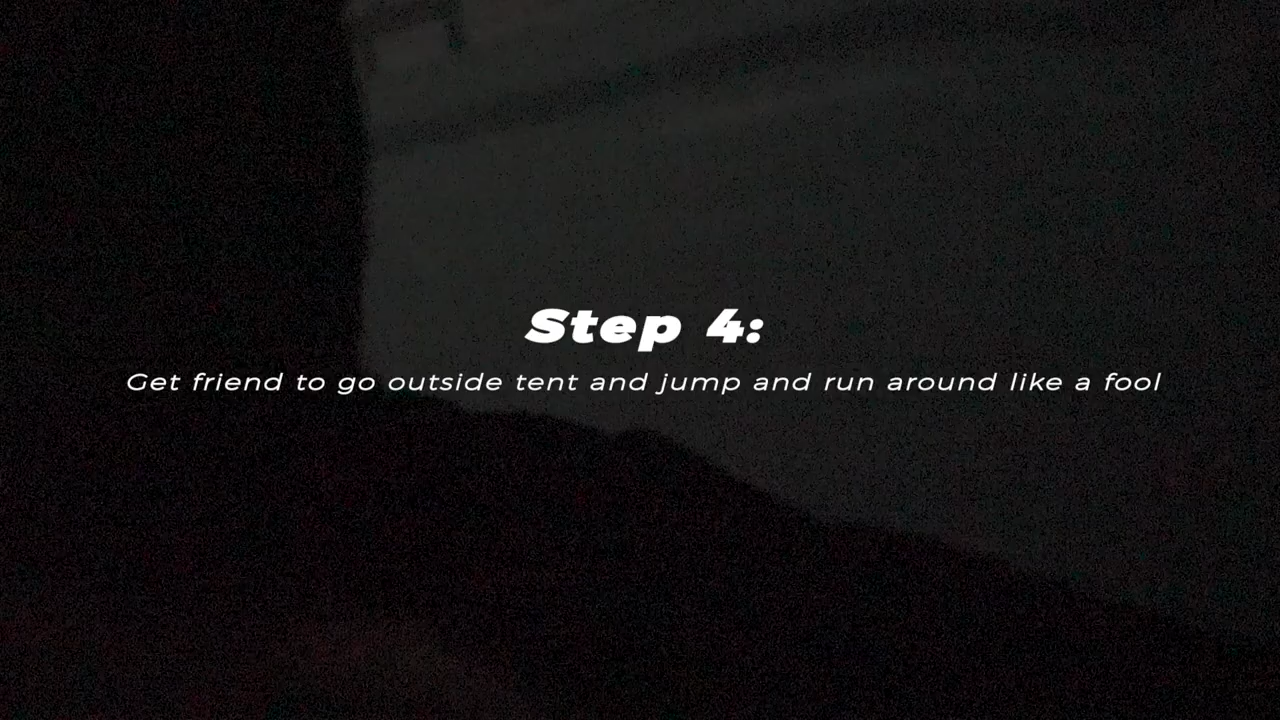 Step 4:
Get friend to go outside tent and jump and run around like a fool